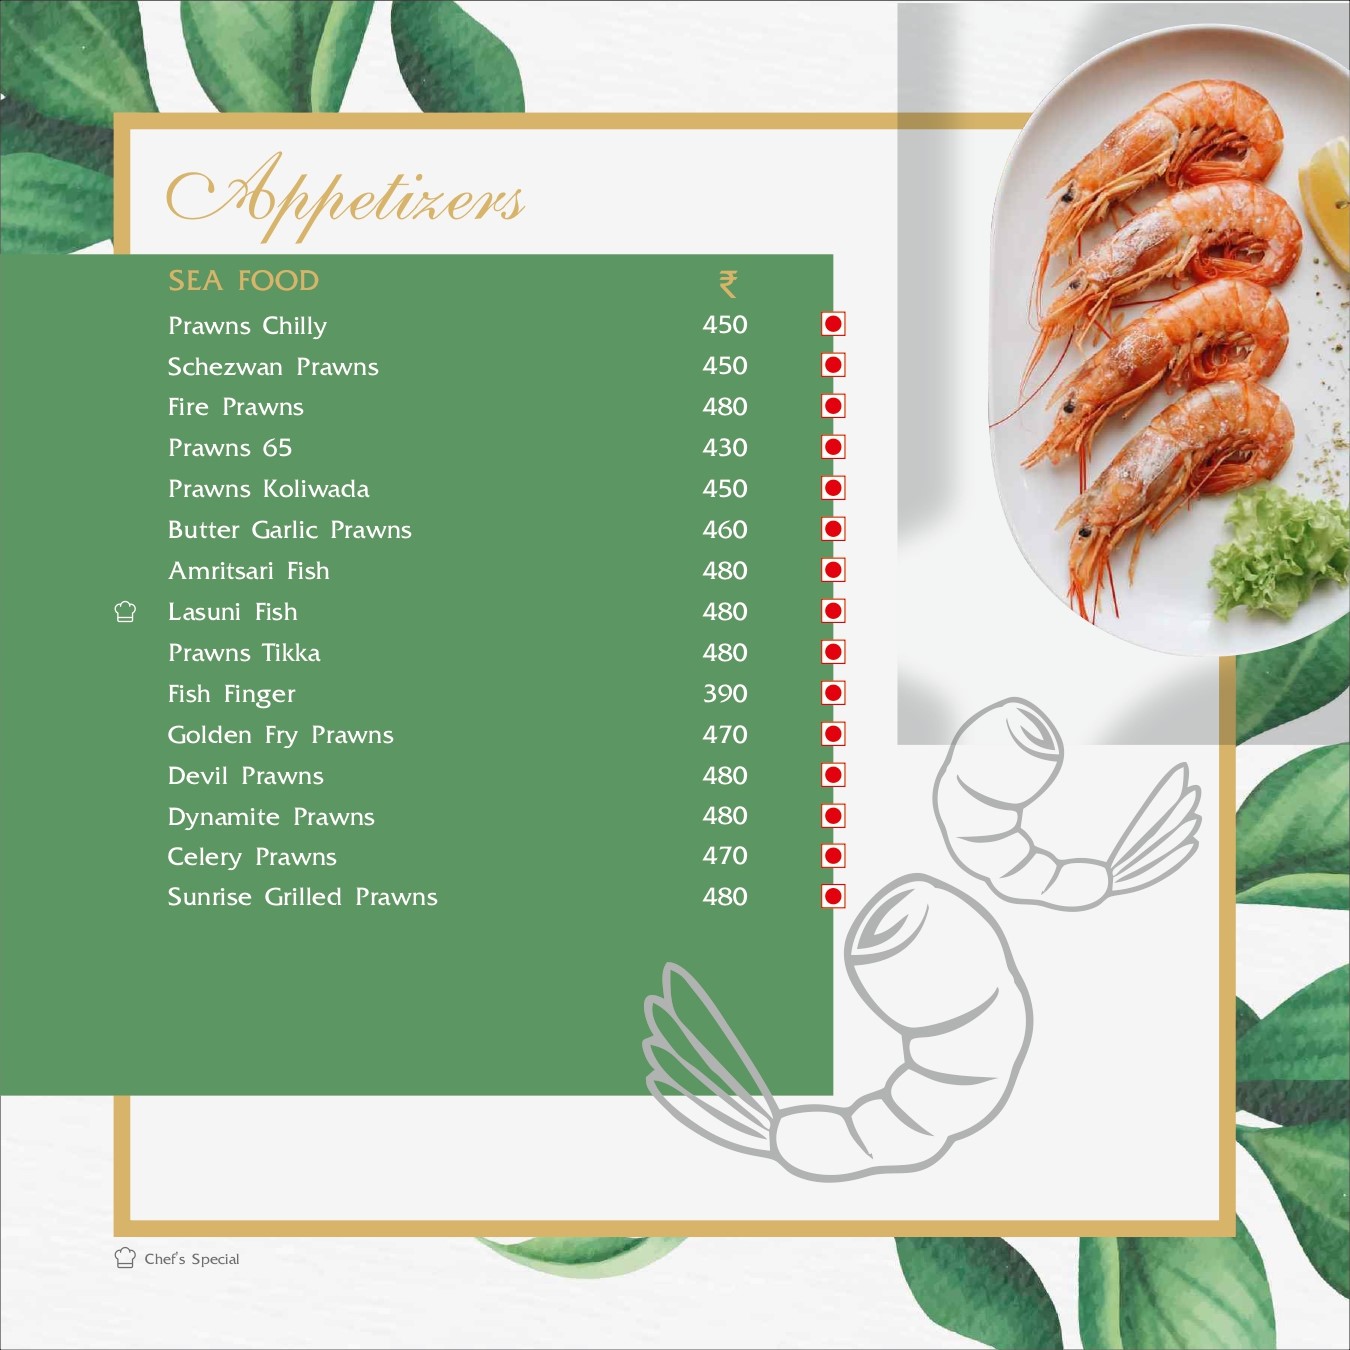 Appetizers
SEA FOOD ₹
Prawns Chilly 450
Schezwan Prawns 450
Fire Prawns 480
Prawns 65 430
Prawns Koliwada 450
Butter Garlic Prawns 460
Amritsari Fish 480
Lasuni Fish 480
Prawns Tikka 480
Fish Finger 390
Golden Fry Prawns 470
Devil Prawns 480
Dynamite Prawns 480
Celery Prawns 470
Sunrise Grilled Prawns 480
Chef's Special